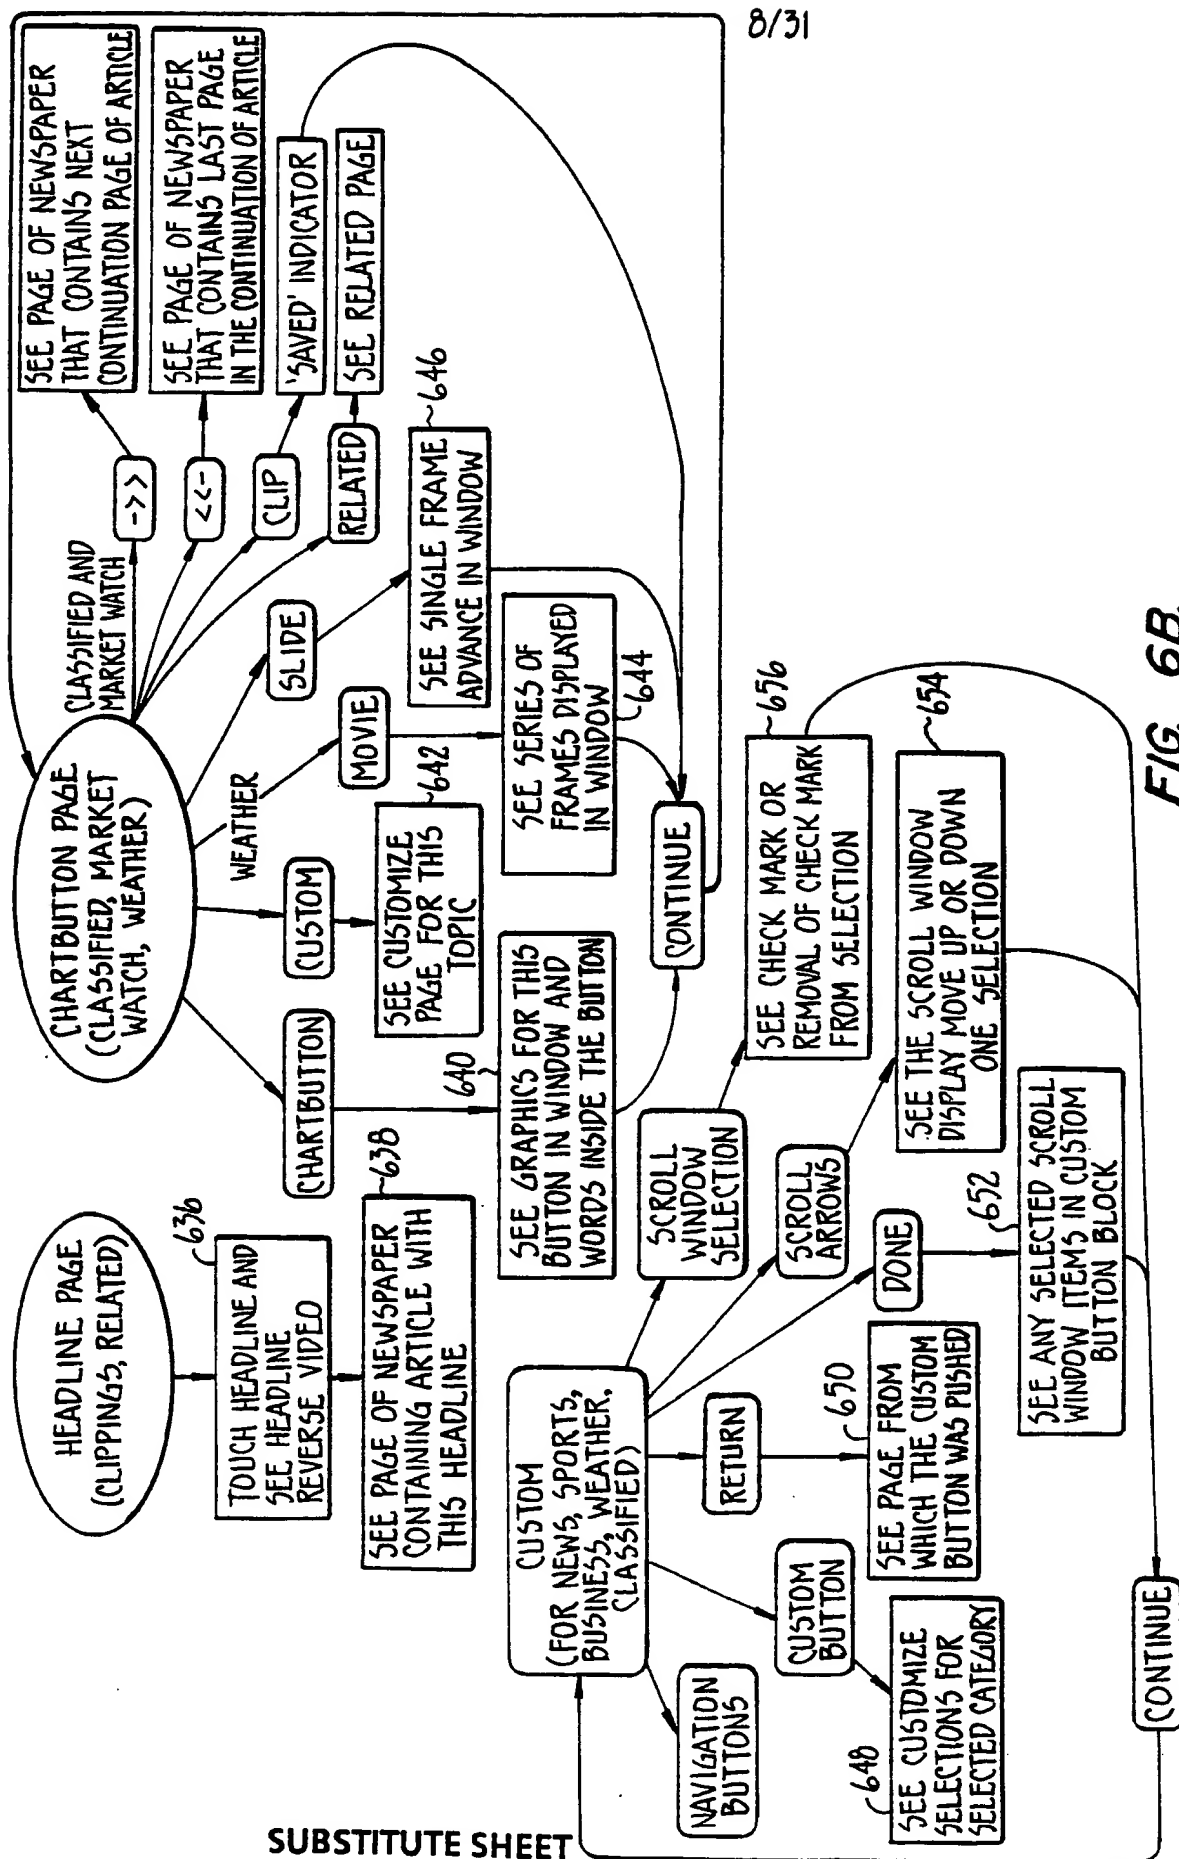 8/31
HEADLINE PAGE
(CLIPPINGS, RELATED)
636
TOUCH HEADLINE AND
SEE HEADLINE
REVERSE VIDEO
638
SEE PAGE OF NEWSPAPER
CONTAINING ARTICLE WITH
THIS HEADLINE
CHARTBUTTON PAGE
(CLASSIFIED, MARKET
WATCH, WEATHER)
CHARTBUTTON
640
SEE GRAPHICS FOR THIS
BUTTON IN WINDOW AND
WORDS INSIDE THE BUTTON
CUSTOM
642
SEE CUSTOMIZE
PAGE FOR THIS
TOPIC
WEATHER
MOVIE
SEE SERIES OF
FRAMES DISPLAYED
IN WINDOW
644
SLIDE
SEE SINGLE FRAME
ADVANCE IN WINDOW
646
CLASSIFIED AND
MARKET WATCH
->>
SEE PAGE OF NEWSPAPER
THAT CONTAINS NEXT
CONTINUATION PAGE OF ARTICLE
<<-
SEE PAGE OF NEWSPAPER
THAT CONTAINS LAST PAGE
IN THE CONTINUATION OF ARTICLE
CLIP
'SAVED' INDICATOR
RELATED
SEE RELATED PAGE
CONTINUE
CUSTOM
(FOR NEWS, SPORTS,
BUSINESS, WEATHER,
CLASSIFIED)
NAVIGATION
BUTTONS
CUSTOM
BUTTON
648
SEE CUSTOMIZE
SELECTIONS FOR
SELECTED CATEGORY
RETURN
650
SEE PAGE FROM
WHICH THE CUSTOM
BUTTON WAS PUSHED
DONE
652
SEE ANY SELECTED SCROLL
WINDOW ITEMS IN CUSTOM
BUTTON BLOCK
SCROLL
ARROWS
SEE THE SCROLL WINDOW
DISPLAY MOVE UP OR DOWN
ONE SELECTION
654
SCROLL
WINDOW
SELECTION
SEE CHECK MARK OR
REMOVAL OF CHECK MARK
FROM SELECTION
656
CONTINUE
FIG. 6B.
SUBSTITUTE SHEET